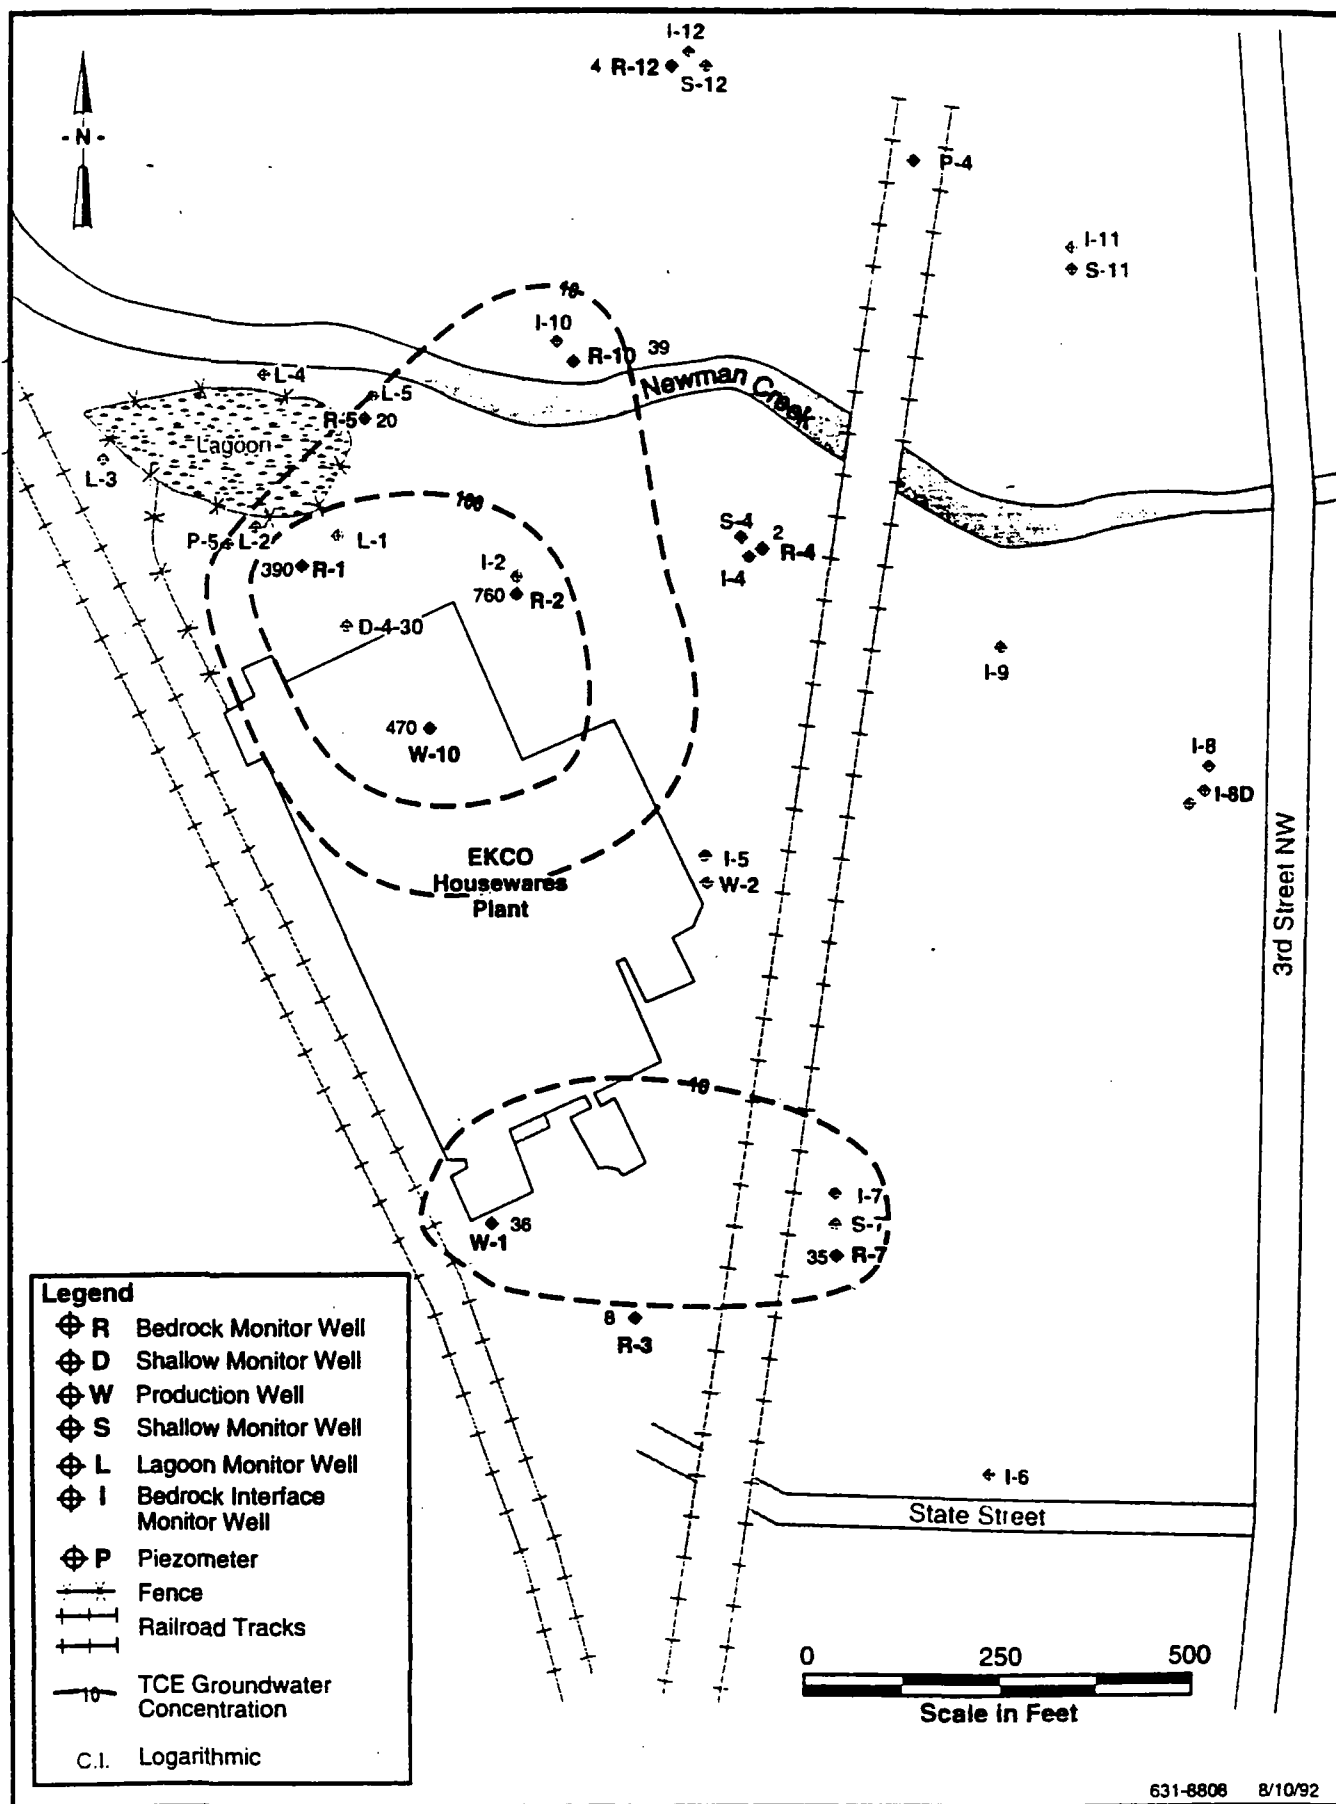 I-12
4 R-12
S-12
- N -
P-4
I-11
S-11
10
I-10
R-10 39
Newman Creek
L-4
L-5
R-5 20
Lagoon
L-3
100
S-4
2
R-4
I-4
P-5 L-2
L-1
390 R-1
I-2
760 R-2
D-4-30
I-9
470
W-10
I-8
I-8D
EKCO
Housewares
Plant
I-5
W-2
3rd Street NW
10
I-7
S-7
35 R-7
36
W-1
8
R-3
I-6
State Street
Legend
R Bedrock Monitor Well
D Shallow Monitor Well
W Production Well
S Shallow Monitor Well
L Lagoon Monitor Well
I Bedrock Interface
Monitor Well
P Piezometer
Fence
Railroad Tracks
10 TCE Groundwater
Concentration
C.I. Logarithmic
0 250 500
Scale in Feet
631-8808 8/10/92